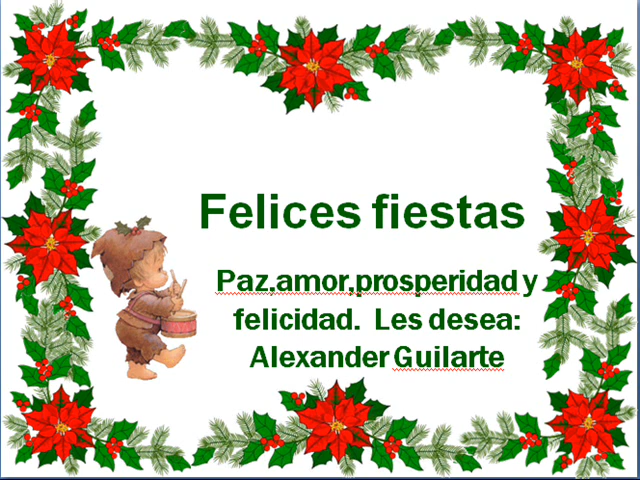 Felices fiestas
Paz,amor,prosperidad y
felicidad.  Les desea:
Alexander Guilarte